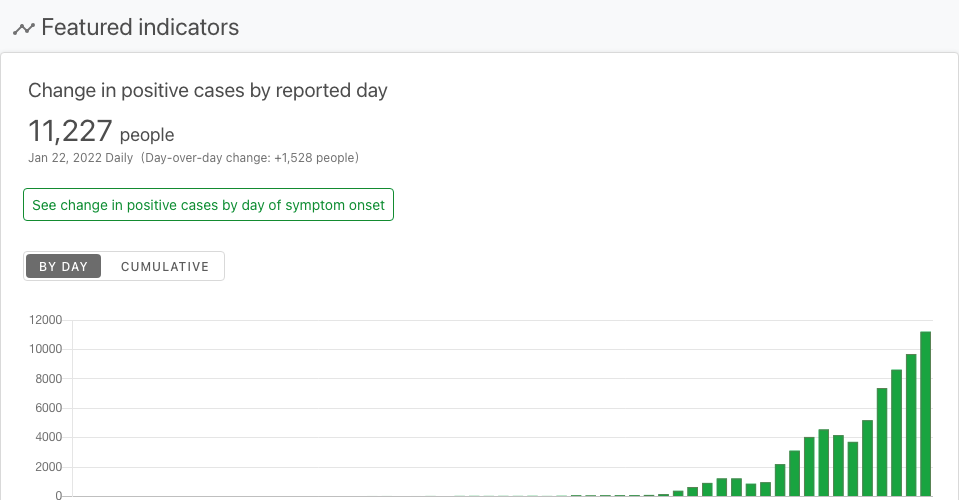 Featured indicators
Change in positive cases by reported day
11,227 people
Jan 22, 2022 Daily (Day-over-day change: +1,528 people)
See change in positive cases by day of symptom onset
BY DAY CUMULATIVE
12000
10000
8000
6000
4000
2000
0